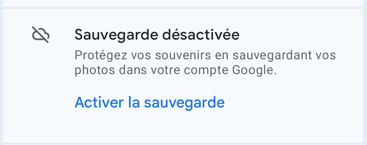 Sauvegarde désactivée
Protégez vos souvenirs en sauvegardant vos
photos dans votre compte Google.
Activer la sauvegarde